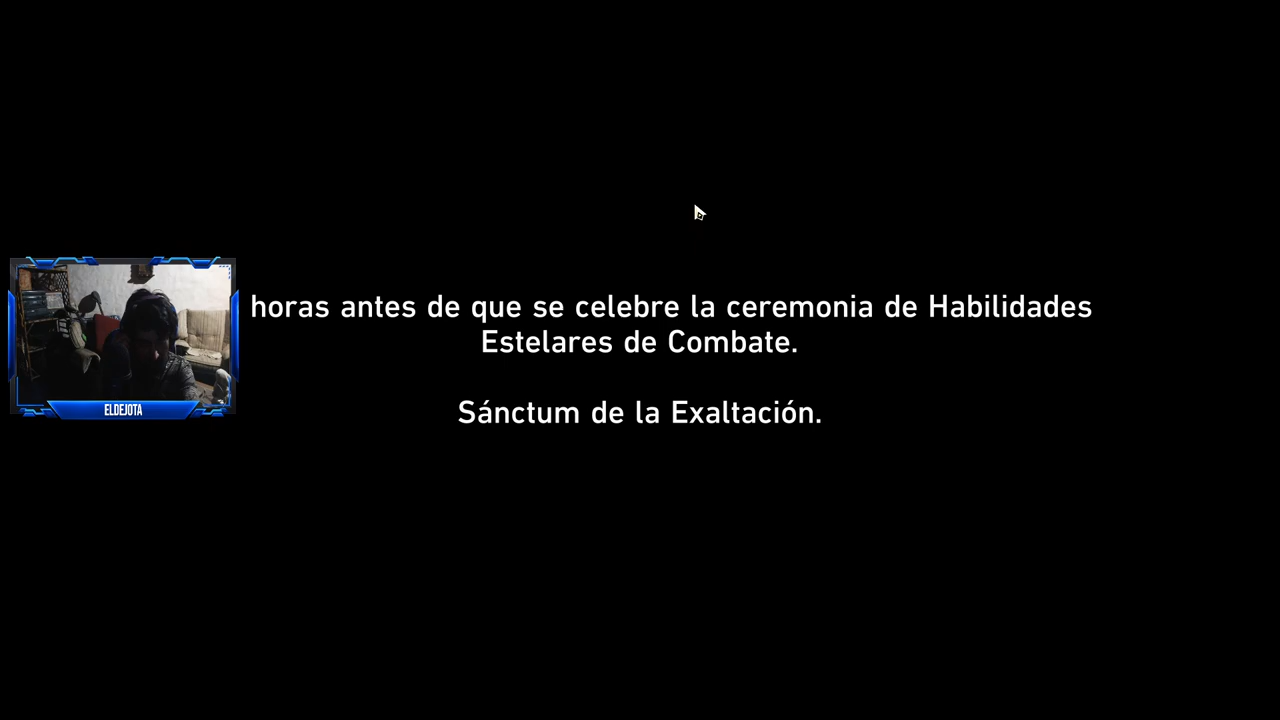 horas antes de que se celebre la ceremonia de Habilidades
Estelares de Combate.
Sánctum de la Exaltación.
ELDEJOTA